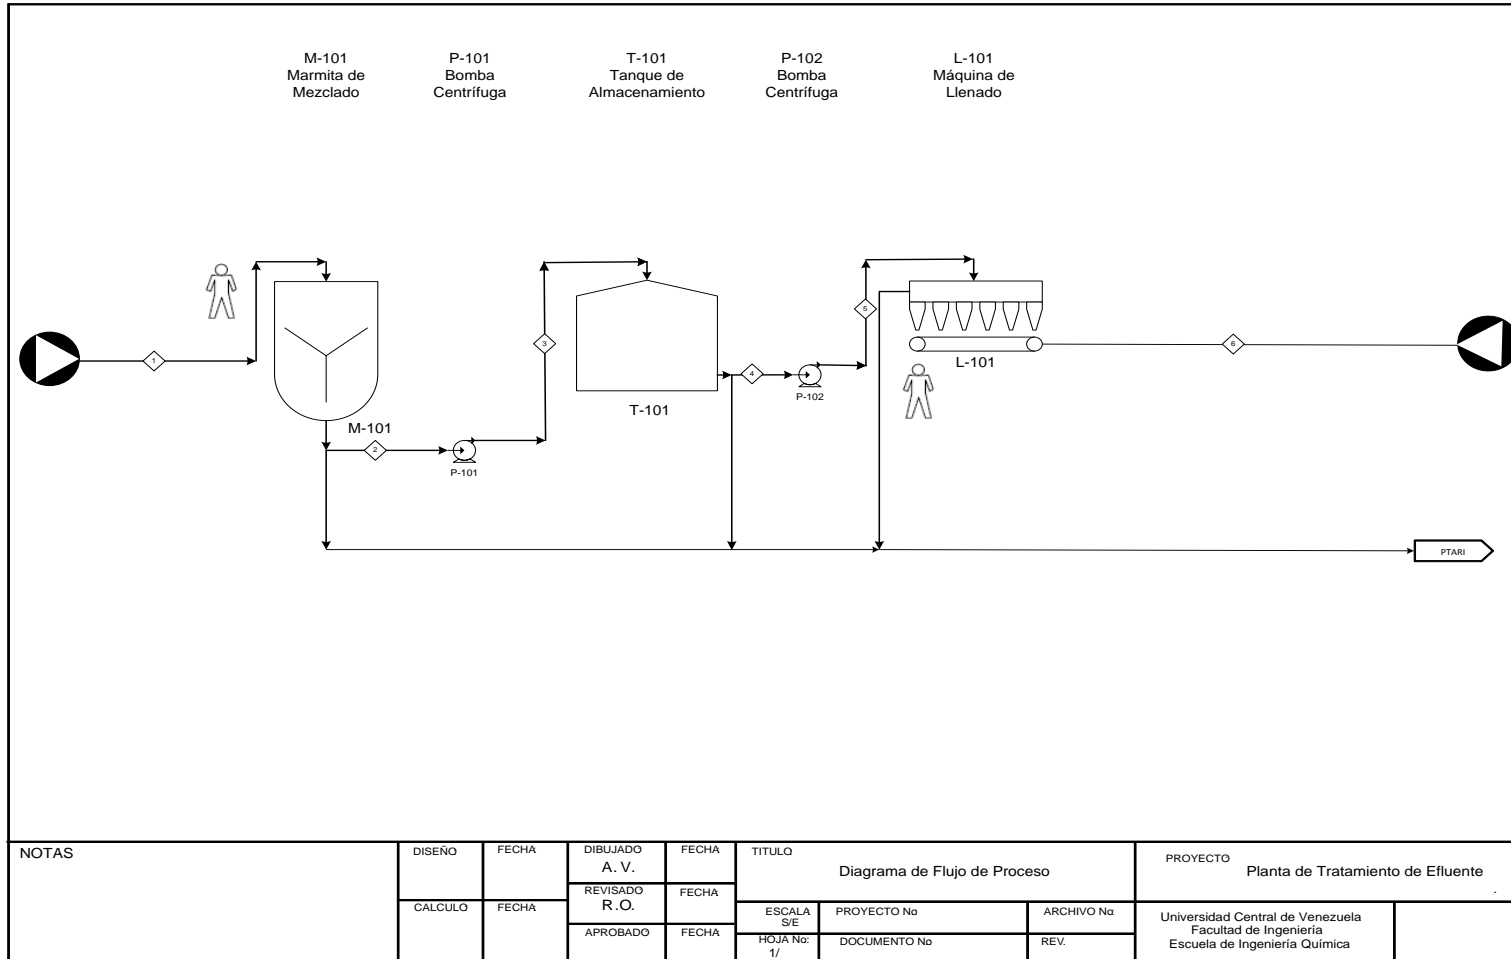 M-101
Marmita de
Mezclado
P-101
Bomba
Centrífuga
T-101
Tanque de
Almacenamiento
P-102
Bomba
Centrífuga
L-101
Máquina de
Llenado
1
M-101
2
P-101
3
T-101
4
P-102
5
L-101
6
PTARI
NOTAS
DISEÑO
FECHA
CALCULO
FECHA
DIBUJADO
A. V.
FECHA
REVISADO
R.O.
FECHA
APROBADO
FECHA
TITULO
Diagrama de Flujo de Proceso
ESCALA
S/E
PROYECTO No
ARCHIVO No
HOJA No:
1/
DOCUMENTO No
REV.
PROYECTO
Planta de Tratamiento de Efluente
.
Universidad Central de Venezuela
Facultad de Ingeniería
Escuela de Ingeniería Química